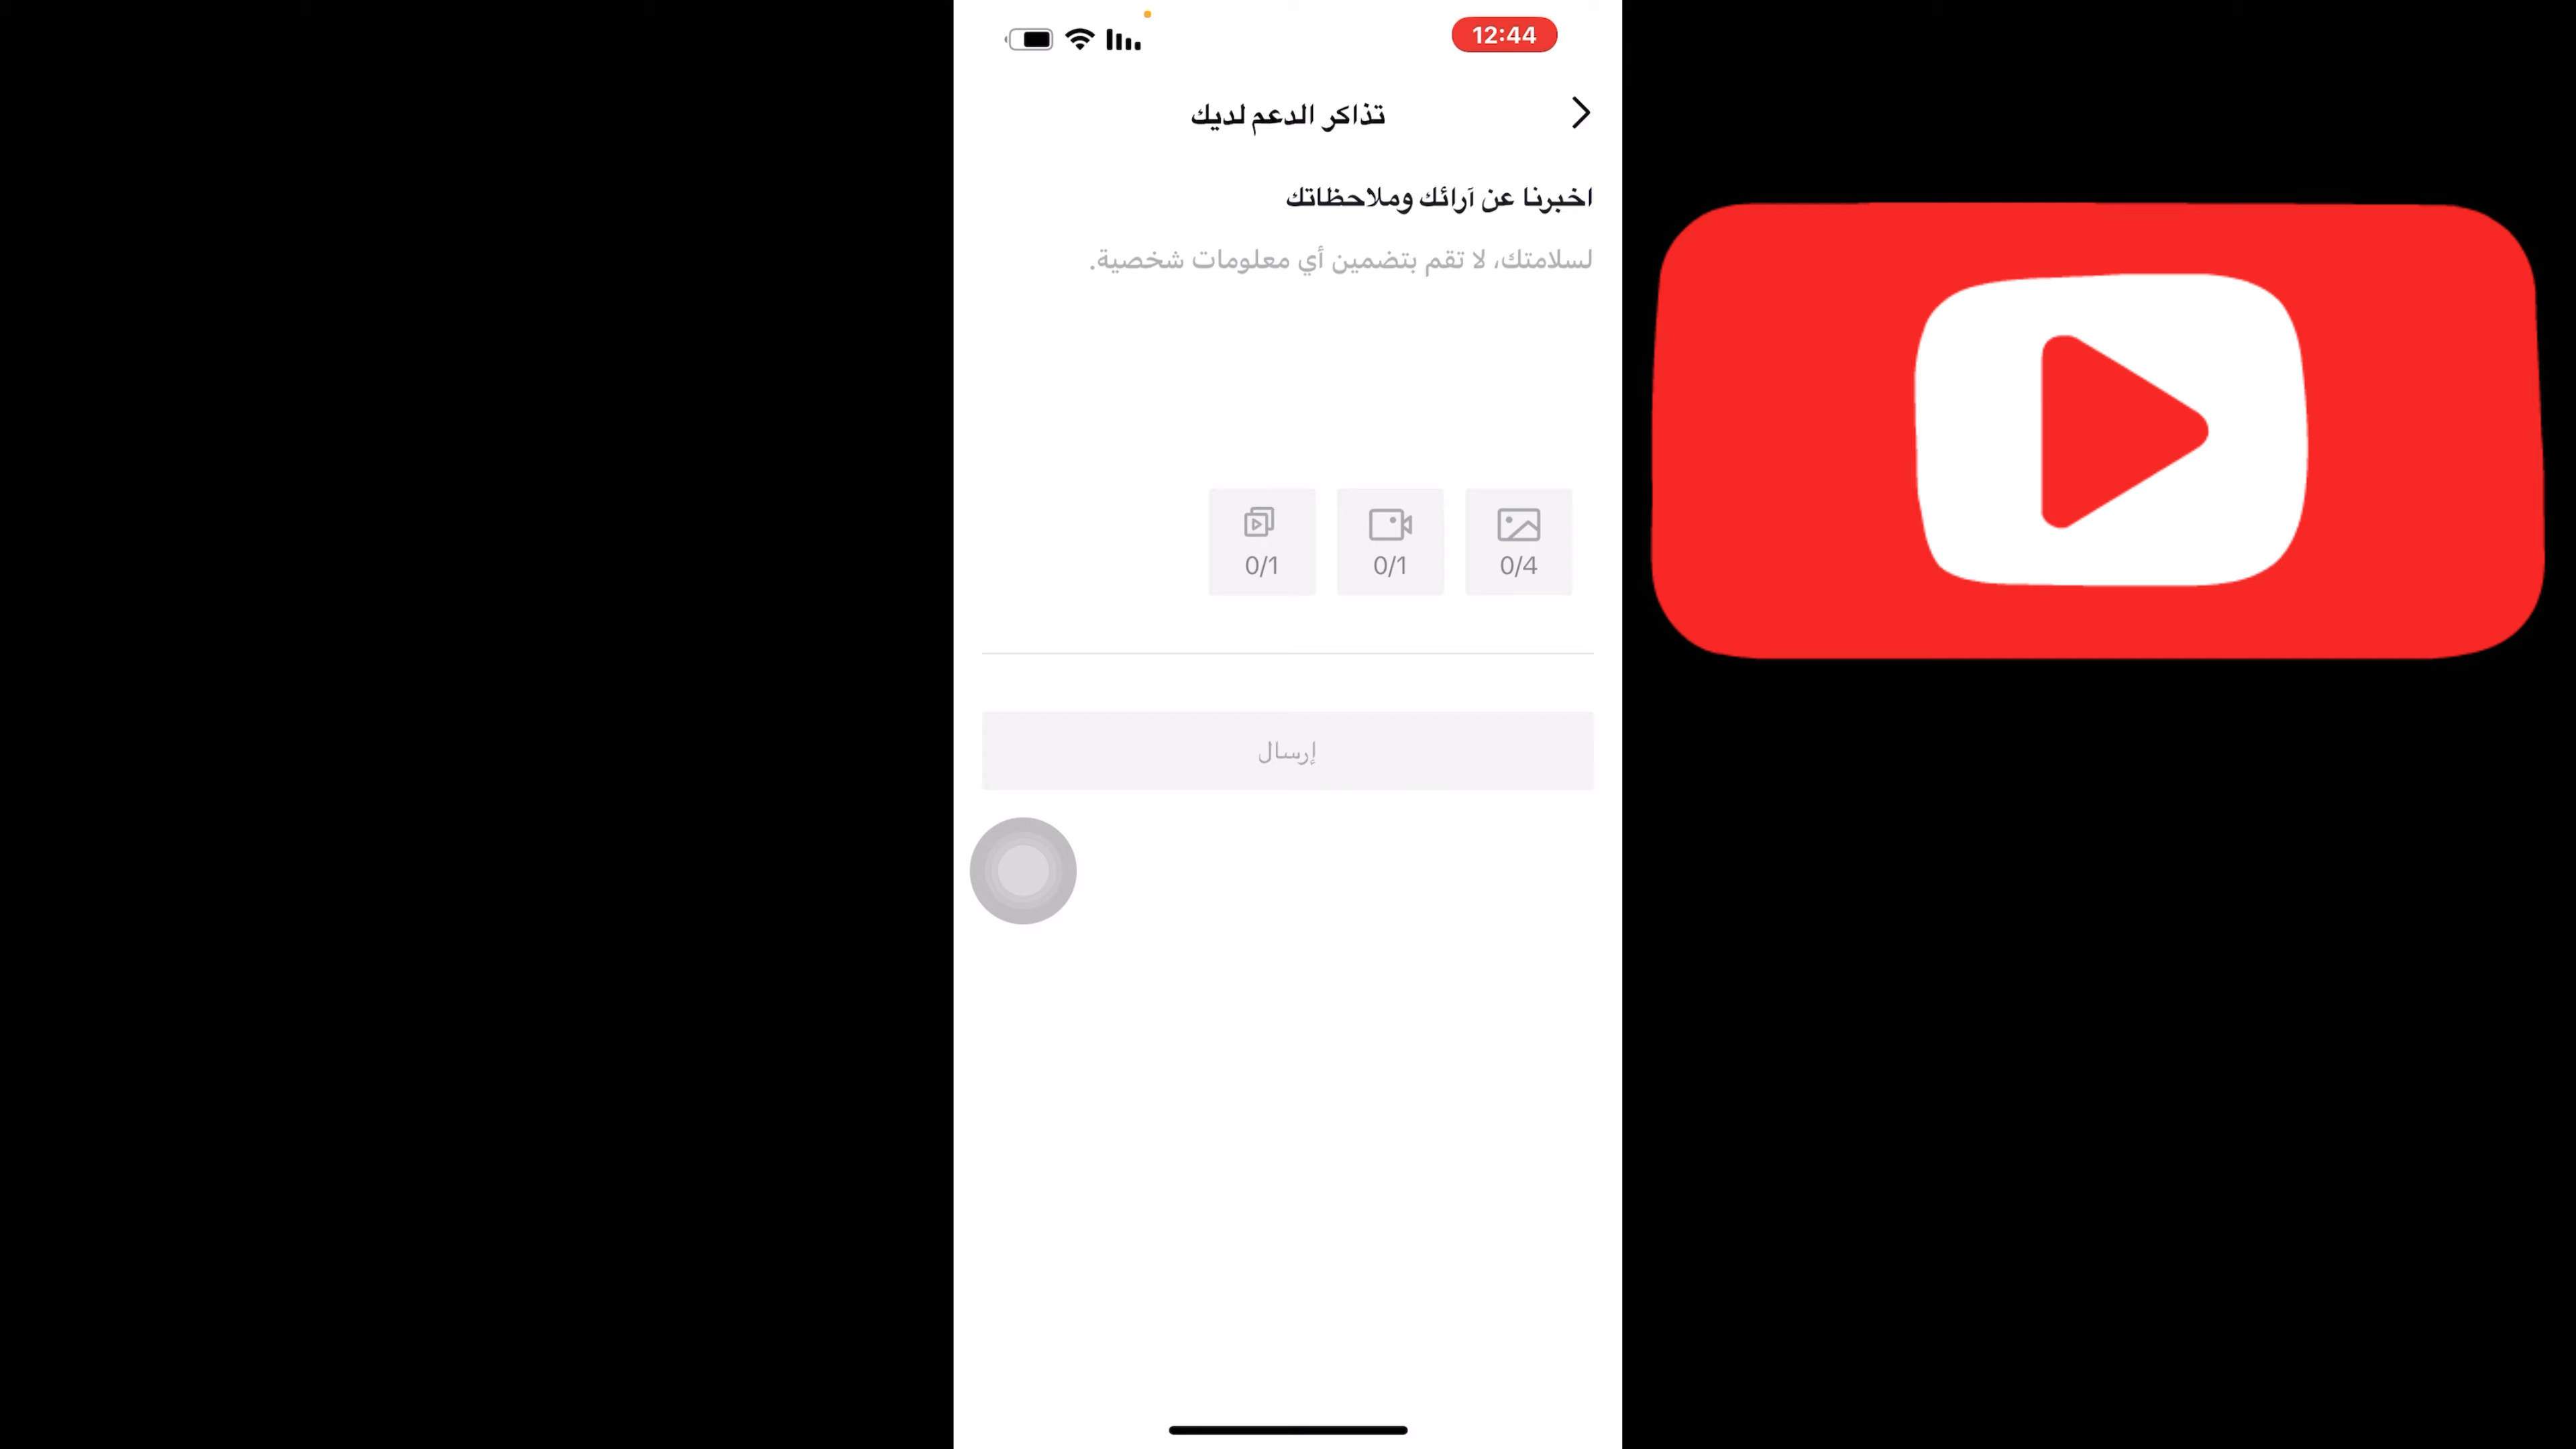 12:44
تذاكر الدعم لديك
اخبرنا عن آرائك وملاحظاتك
لسلامتك، لا تقم بتضمين أي معلومات شخصية.
0/4
0/1
0/1
إرسال